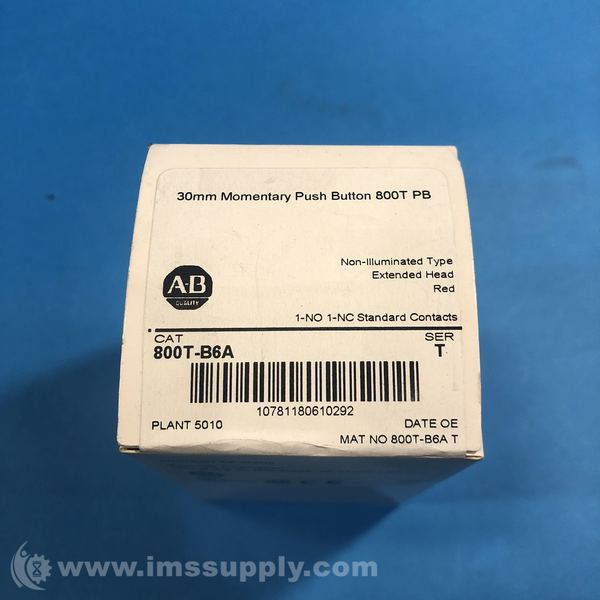 30mm Momentary Push Button 800T PB
Non-Illuminated Type
Extended Head
Red
A-B
QUALITY
1-NO 1-NC Standard Contacts
CAT
SER
800T-B6A
T
10781180610292
PLANT 5010
DATE OE
MAT NO 800T-B6A T
www.imssupply.com